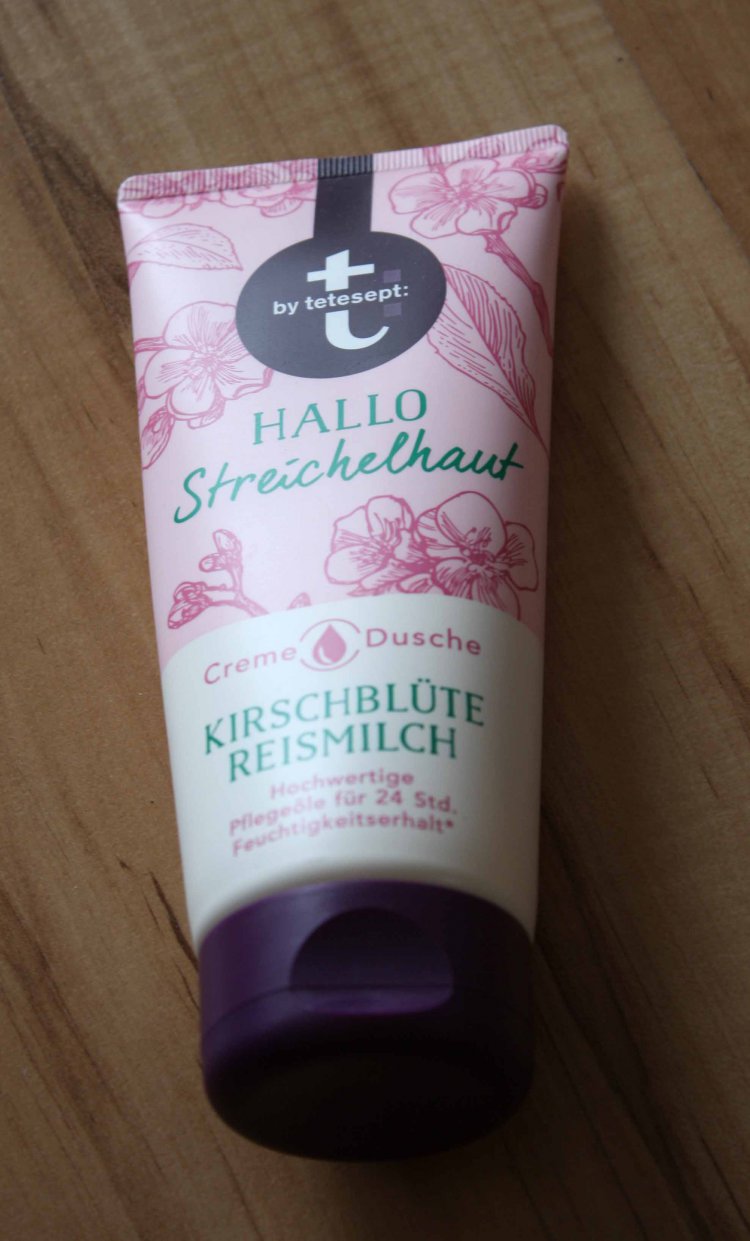 t
by tetesept:
HALLO
Streichelhaut
Creme Dusche
KIRSCHBLÜTE
REISMILCH
Hochwertige
Pflegeöle für 24 Std.
Feuchtigkeitserhalt*